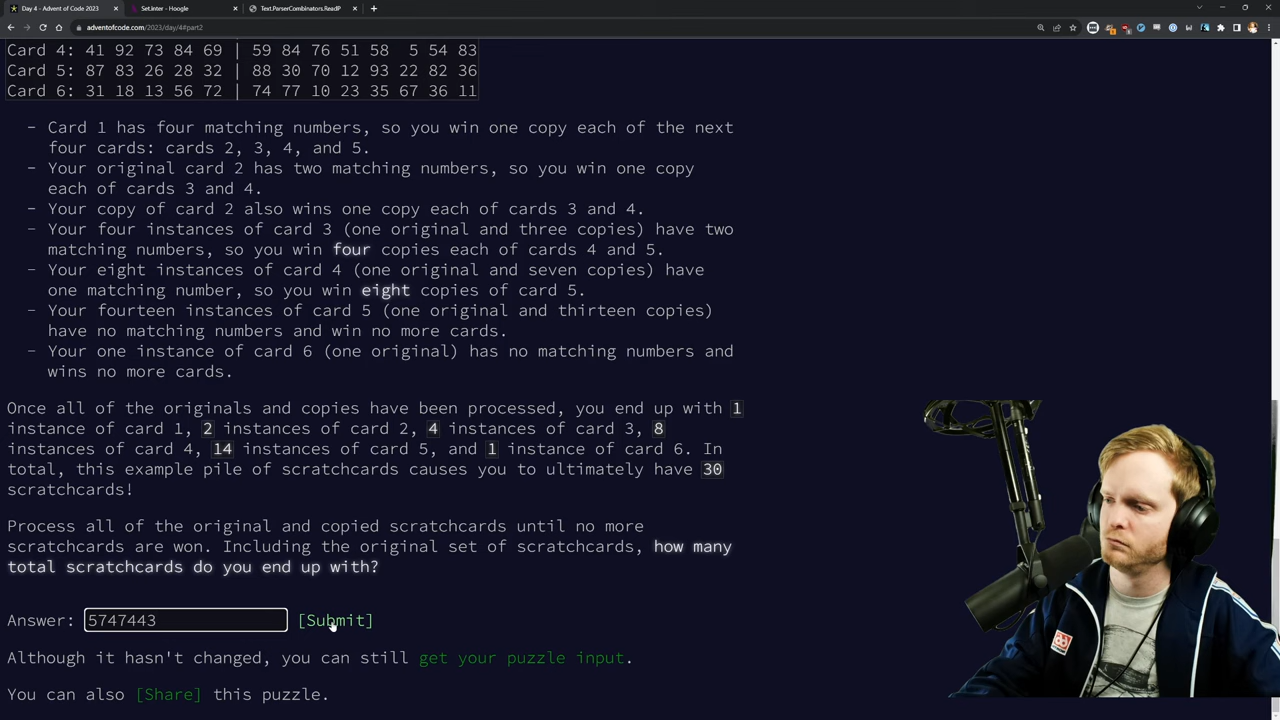 Day 4 - Advent of Code 2023
Set.inter - Hoogle
Text.ParserCombinators.ReadP
adventofcode.com/2023/day/4#part2
Card 4: 41 92 73 84 69 | 59 84 76 51 58  5 54 83
Card 5: 87 83 26 28 32 | 88 30 70 12 93 22 82 36
Card 6: 31 18 13 56 72 | 74 77 10 23 35 67 36 11
- Card 1 has four matching numbers, so you win one copy each of the next
four cards: cards 2, 3, 4, and 5.
- Your original card 2 has two matching numbers, so you win one copy
each of cards 3 and 4.
- Your copy of card 2 also wins one copy each of cards 3 and 4.
- Your four instances of card 3 (one original and three copies) have two
matching numbers, so you win four copies each of cards 4 and 5.
- Your eight instances of card 4 (one original and seven copies) have
one matching number, so you win eight copies of card 5.
- Your fourteen instances of card 5 (one original and thirteen copies)
have no matching numbers and win no more cards.
- Your one instance of card 6 (one original) has no matching numbers and
wins no more cards.
Once all of the originals and copies have been processed, you end up with 1
instance of card 1, 2 instances of card 2, 4 instances of card 3, 8
instances of card 4, 14 instances of card 5, and 1 instance of card 6. In
total, this example pile of scratchcards causes you to ultimately have 30
scratchcards!
Process all of the original and copied scratchcards until no more
scratchcards are won. Including the original set of scratchcards, how many
total scratchcards do you end up with?
Answer: 5747443 [Submit]
Although it hasn't changed, you can still get your puzzle input.
You can also [Share] this puzzle.